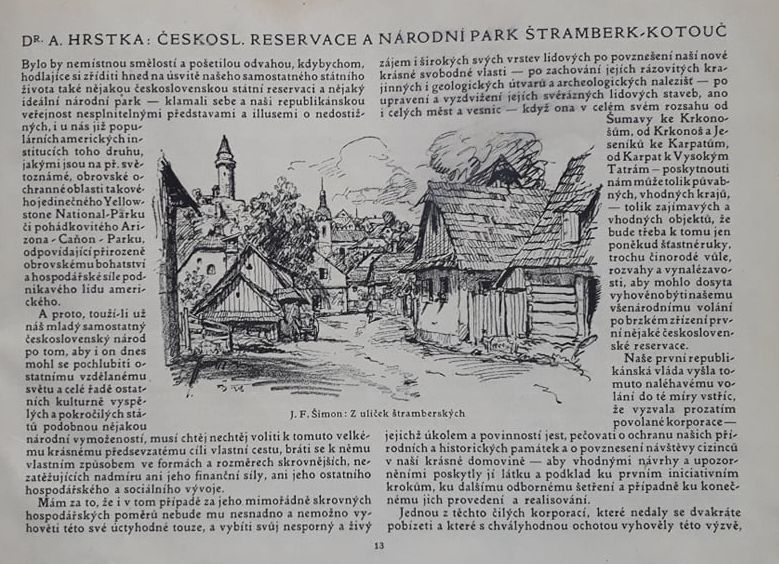 DR. A. HRSTKA: ČESKOSL. RESERVACE A NÁRODNÍ PARK ŠTRAMBERK-KOTOUČ
Bylo by nemístnou smělostí a pošetilou odvahou, kdybychom,
hodlajíce si zříditi hned na úsvitě našeho samostatného státního
života také nějakou československou státní reservaci a nějaký
ideální národní park — klamali sebe a naši republikánskou
veřejnost nesplnitelnými představami a illusemi o nedostiž-
ných, i u nás již popu-
lárních amerických in-
stitucích toho druhu,
jakými jsou na př. svě-
toznámé, obrovské o-
chranné oblasti takové-
ho jedinečného Yellow-
stone National-Parku
či pohádkovitého Ari-
zona - Cañon - Parku,
odpovídající přirozeně
obrovskému bohatství
a hospodářské síle pod-
nikavého lidu ameri-
ckého.
A proto, touží-li už
náš mladý samostatný
československý národ
po tom, aby i on dnes
mohl se pochlubiti o-
statnímu vzdělanému
světu a celé řadě ostat-
ních kulturně vyspě-
lých a pokročilých stá-
tů podobnou nějakou
národní vymožeností, musí chtěj nechtěj voliti k tomuto velké-
mu krásnému předsevzatému cíli vlastní cestu, bráti se k němu
vlastním způsobem ve formách a rozměrech skrovnějších, ne-
zatěžujících nadmíru ani jeho finanční síly, ani jeho ostatního
hospodářského a sociálního vývoje.
Mám za to, že i v tom případě za jeho mimořádně skrovných
hospodářských poměrů nebude mu nesnadno a nemožno vy-
hověti této své úctyhodné touze, a vybíti svůj nesporný a živý
zájem i širokých svých vrstev lidových po povznesení naší nové
krásné svobodné vlasti — po zachování jejích rázovitých kra-
jinných i geologických útvarů a archeologických nalezišť — po
upravení a vyzdvižení jejích svérázných lidových staveb, ano
i celých měst a vesnic — když ona v celém svém rozsahu od
Šumavy ke Krkono-
šům, od Krkonoš a Je-
seníků ke Karpatům,
od Karpat k Vysokým
Tatrám — poskytnouti
nám může tolik půvab-
ných, vhodných krajů,
— tolik zajímavých a
vhodných objektů, že
bude třeba k tomu jen
poněkud šťastné ruky,
trochu činorodé vůle,
rozvahy a vynalézavo-
sti, aby mohlo dosyta
vyhověno býti našemu
všenárodnímu volání
po brzkém zřízení prv-
ní nějaké českosloven-
ské reservace.
Naše první republi-
kánská vláda vyšla to-
muto naléhavému vo-
lání do té míry vstříc,
že vyzvala prozatím
povolané korporace—
jejichž úkolem a povinností jest, pečovati o ochranu našich pří-
rodních a historických památek a o povznesení návštěvy cizinců
v naší krásné domovině — aby vhodnými návrhy a upozor-
něními poskytly jí látku a podklad ku prvním iniciativním
krokům, ku dalšímu odbornému šetření a případně ku koneč-
nému jich provedení a realisování.
Jednou z těchto čilých korporací, které nedaly se dvakráte
pobízeti a které s chvályhodnou ochotou vyhověly této výzvě,
J. F. Šimon: Z uliček štramberských
13